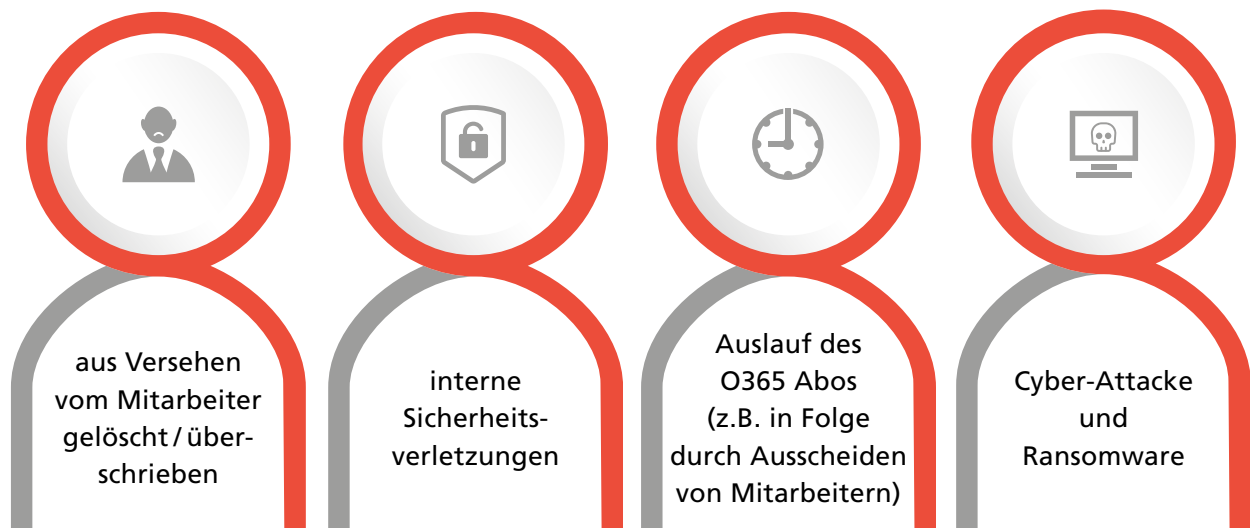 aus Versehen
vom Mitarbeiter
gelöscht / über-
schrieben
interne
Sicherheits-
verletzungen
Auslauf des
O365 Abos
(z.B. in Folge
durch Ausscheiden
von Mitarbeitern)
Cyber-Attacke
und
Ransomware